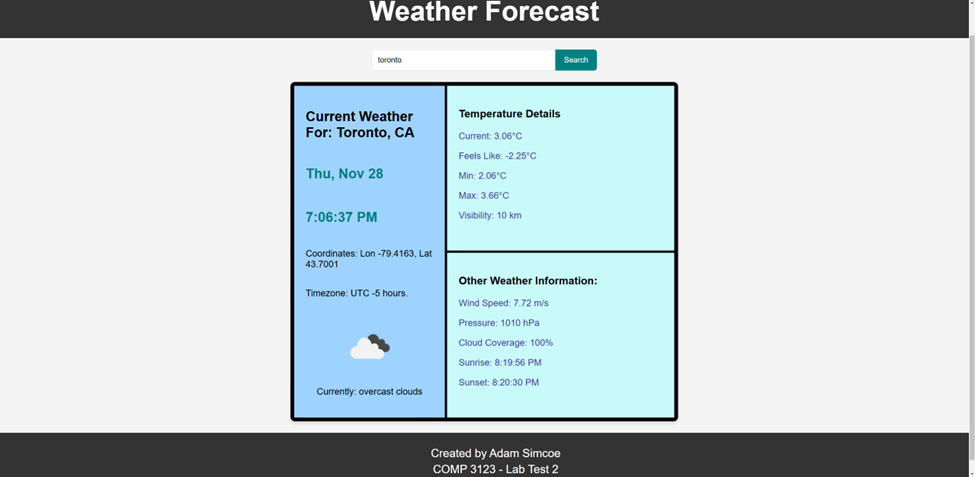 Weather Forecast
toronto
Search
Current Weather
For: Toronto, CA
Thu, Nov 28
7:06:37 PM
Coordinates: Lon -79.4163, Lat
43.7001
Timezone: UTC -5 hours.
Currently: overcast clouds
Temperature Details
Current: 3.06°C
Feels Like: -2.25°C
Min: 2.06°C
Max: 3.66°C
Visibility: 10 km
Other Weather Information:
Wind Speed: 7.72 m/s
Pressure: 1010 hPa
Cloud Coverage: 100%
Sunrise: 8:19:56 PM
Sunset: 8:20:30 PM
Created by Adam Simcoe
COMP 3123 - Lab Test 2